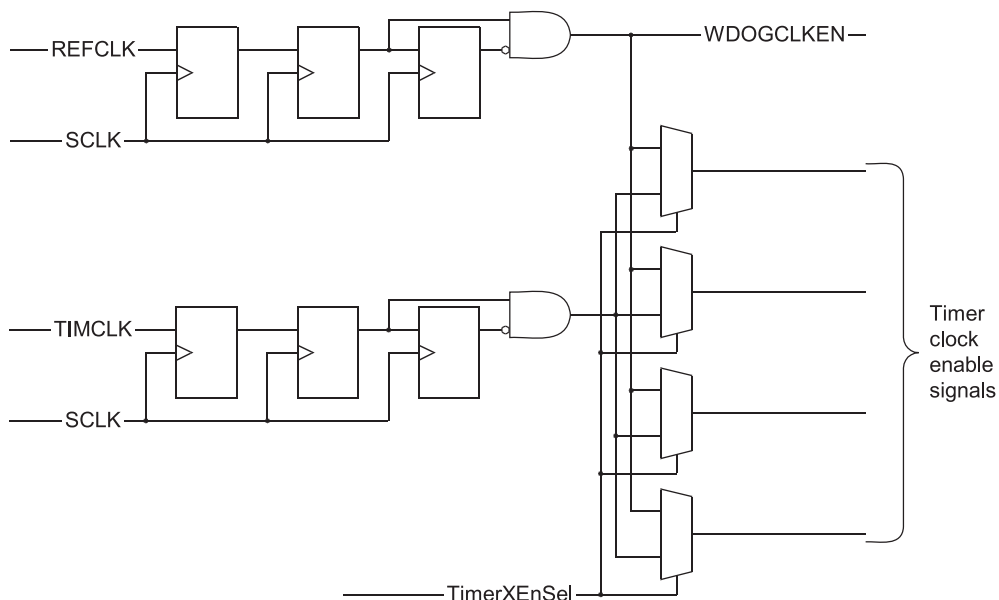 REFCLK
WDOGCLKEN
SCLK
TIMCLK
SCLK
Timer
clock
enable
signals
TimerXEnSel